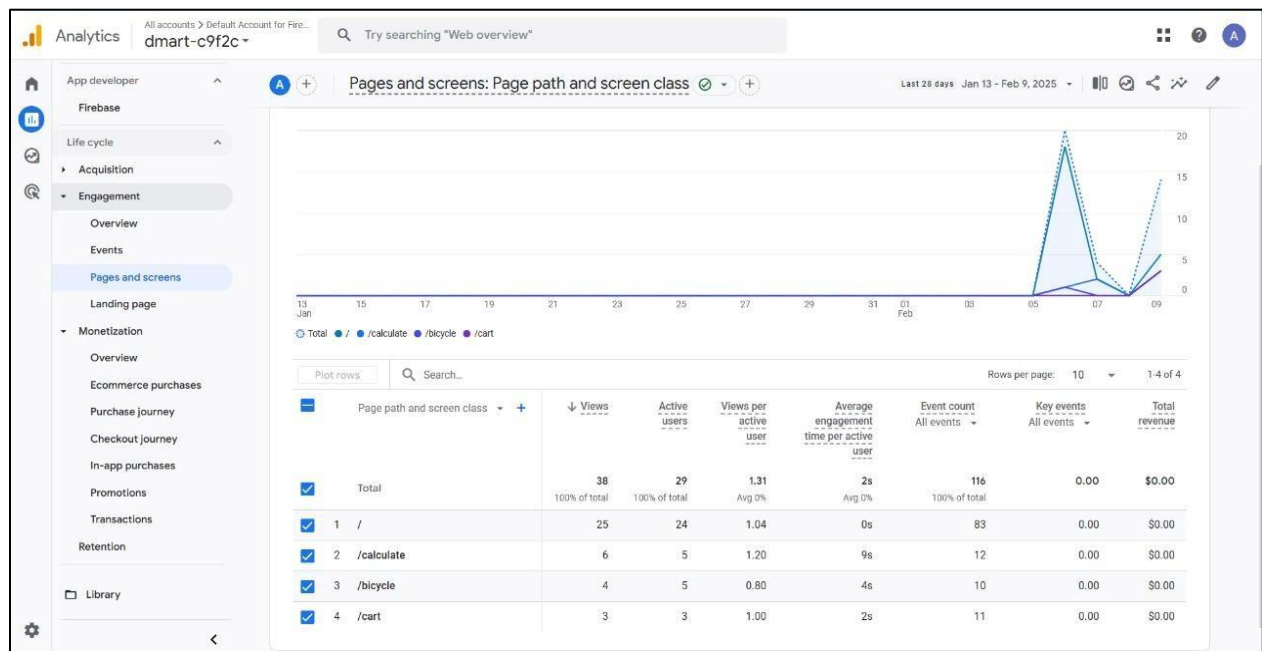 All accounts > Default Account for Fire...
Analytics dmart-c9f2c
Try searching "Web overview"
A
App developer
Firebase
Life cycle
Acquisition
Engagement
Overview
Events
Pages and screens
Landing page
Monetization
Overview
Ecommerce purchases
Purchase journey
Checkout journey
In-app purchases
Promotions
Transactions
Retention
Library
A Pages and screens: Page path and screen class Last 28 days Jan 13 - Feb 9, 2025
20
15
10
5
0
13 15 17 19 21 23 25 27 29 31 01 03 05 07 09
Jan Feb
Total / /calculate /bicycle /cart
Plot rows Search... Rows per page: 10 1-4 of 4
Page path and screen class + ↓ Views Active users Views per active user Average engagement time per active user Event count All events Key events All events Total revenue
Total 38 29 1.31 2s 116 0.00 $0.00
100% of total 100% of total Avg 0% Avg 0% 100% of total
1 / 25 24 1.04 0s 83 0.00 $0.00
2 /calculate 6 5 1.20 9s 12 0.00 $0.00
3 /bicycle 4 5 0.80 4s 10 0.00 $0.00
4 /cart 3 3 1.00 2s 11 0.00 $0.00